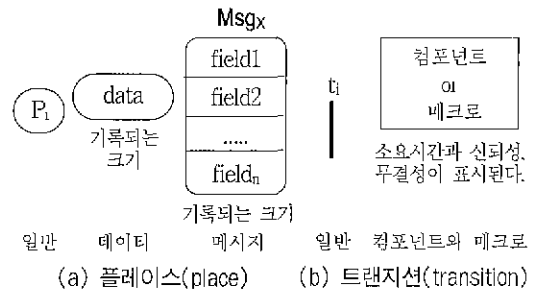 Msgx
field1
P₁
data
field2
.....
fieldn
기록되는
크기
기록되는 크기
ti
컴포넌트
or
매크로
소요시간과 신뢰성,
무결성이 표시된다.
일반 데이터 메시지 일반 컴포넌트와 매크로
(a) 플레이스(place) (b) 트랜지션(transition)